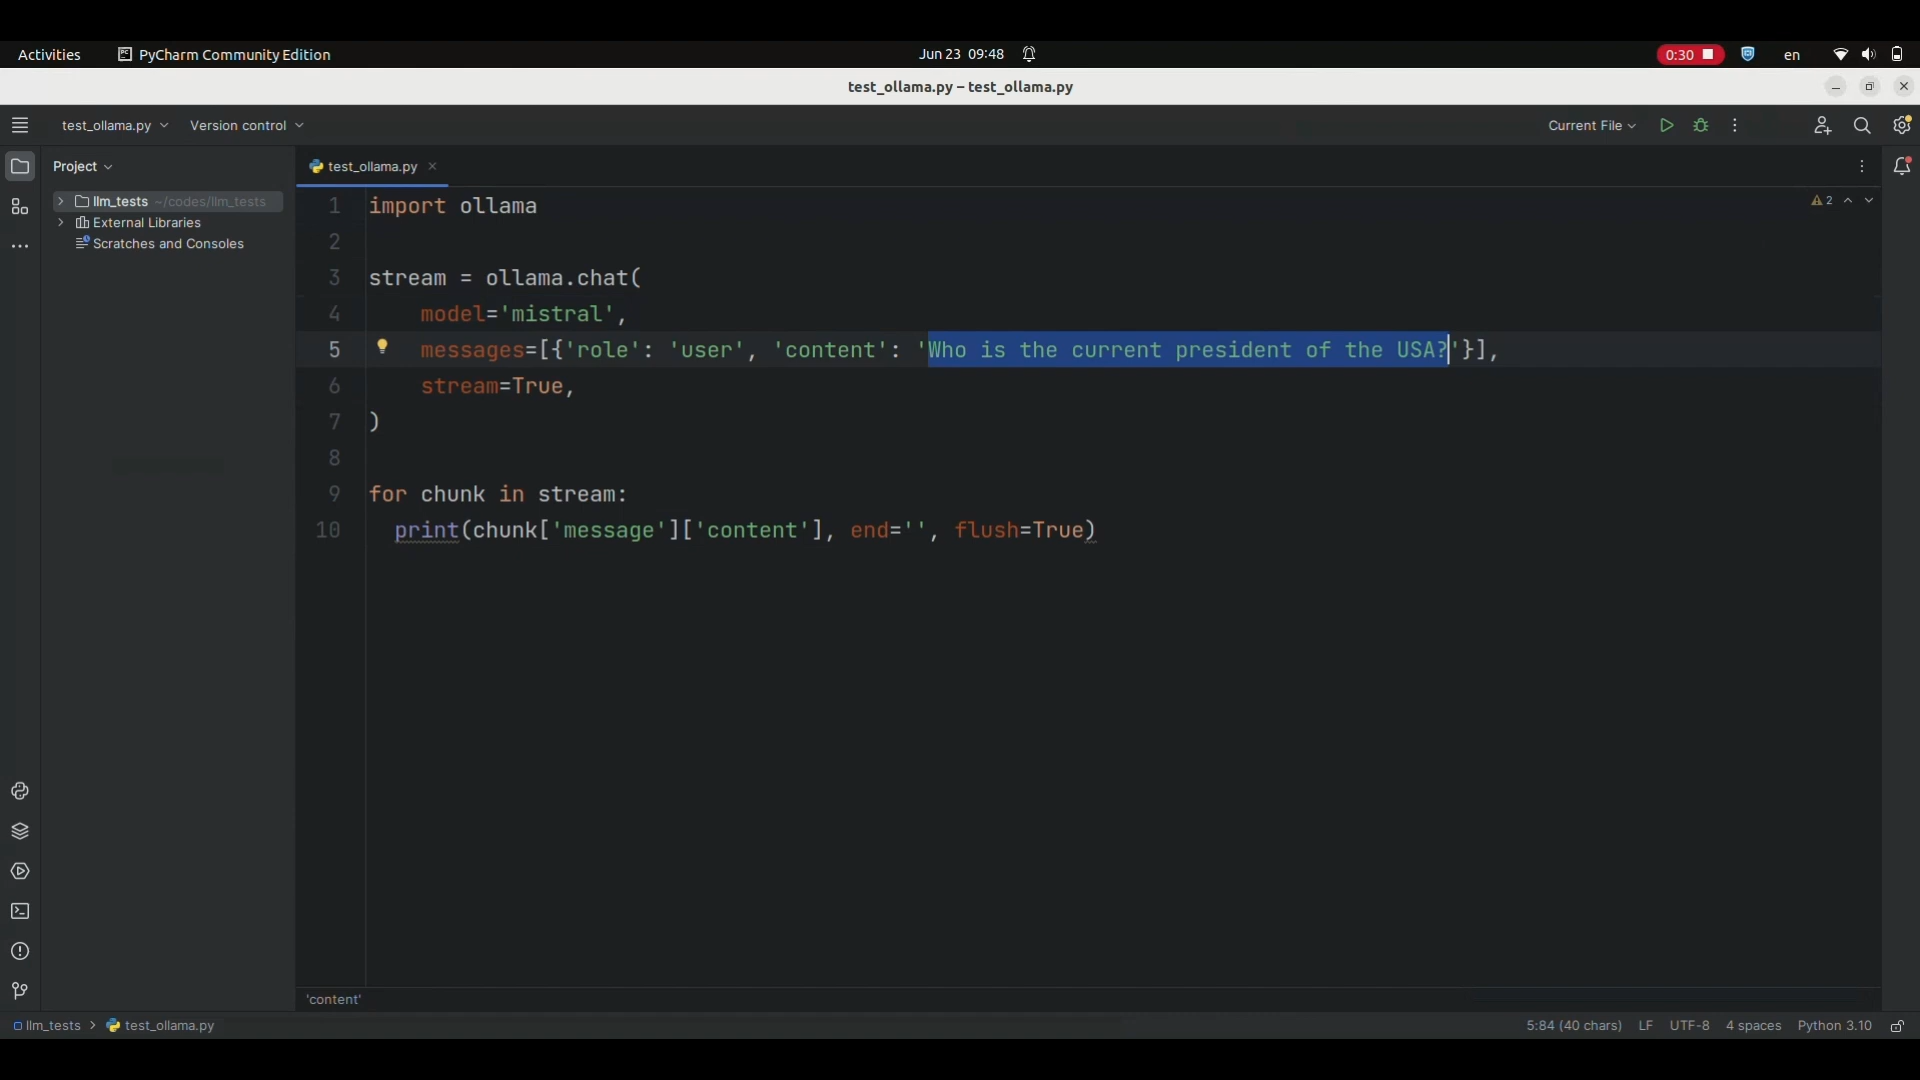 Activities PyCharm Community Edition Jun 23 09:48 0:30 en
test_ollama.py – test_ollama.py
test_ollama.py Version control Current File
Project test_ollama.py
llm_tests ~/codes/llm_tests
External Libraries
Scratches and Consoles
2
1 import ollama
2
3 stream = ollama.chat(
4 model='mistral',
5 messages=[{'role': 'user', 'content': 'Who is the current president of the USA?'}],
6 stream=True,
7 )
8
9 for chunk in stream:
10 print(chunk['message']['content'], end='', flush=True)
'content'
llm_tests > test_ollama.py 5:84 (40 chars) LF UTF-8 4 spaces Python 3.10